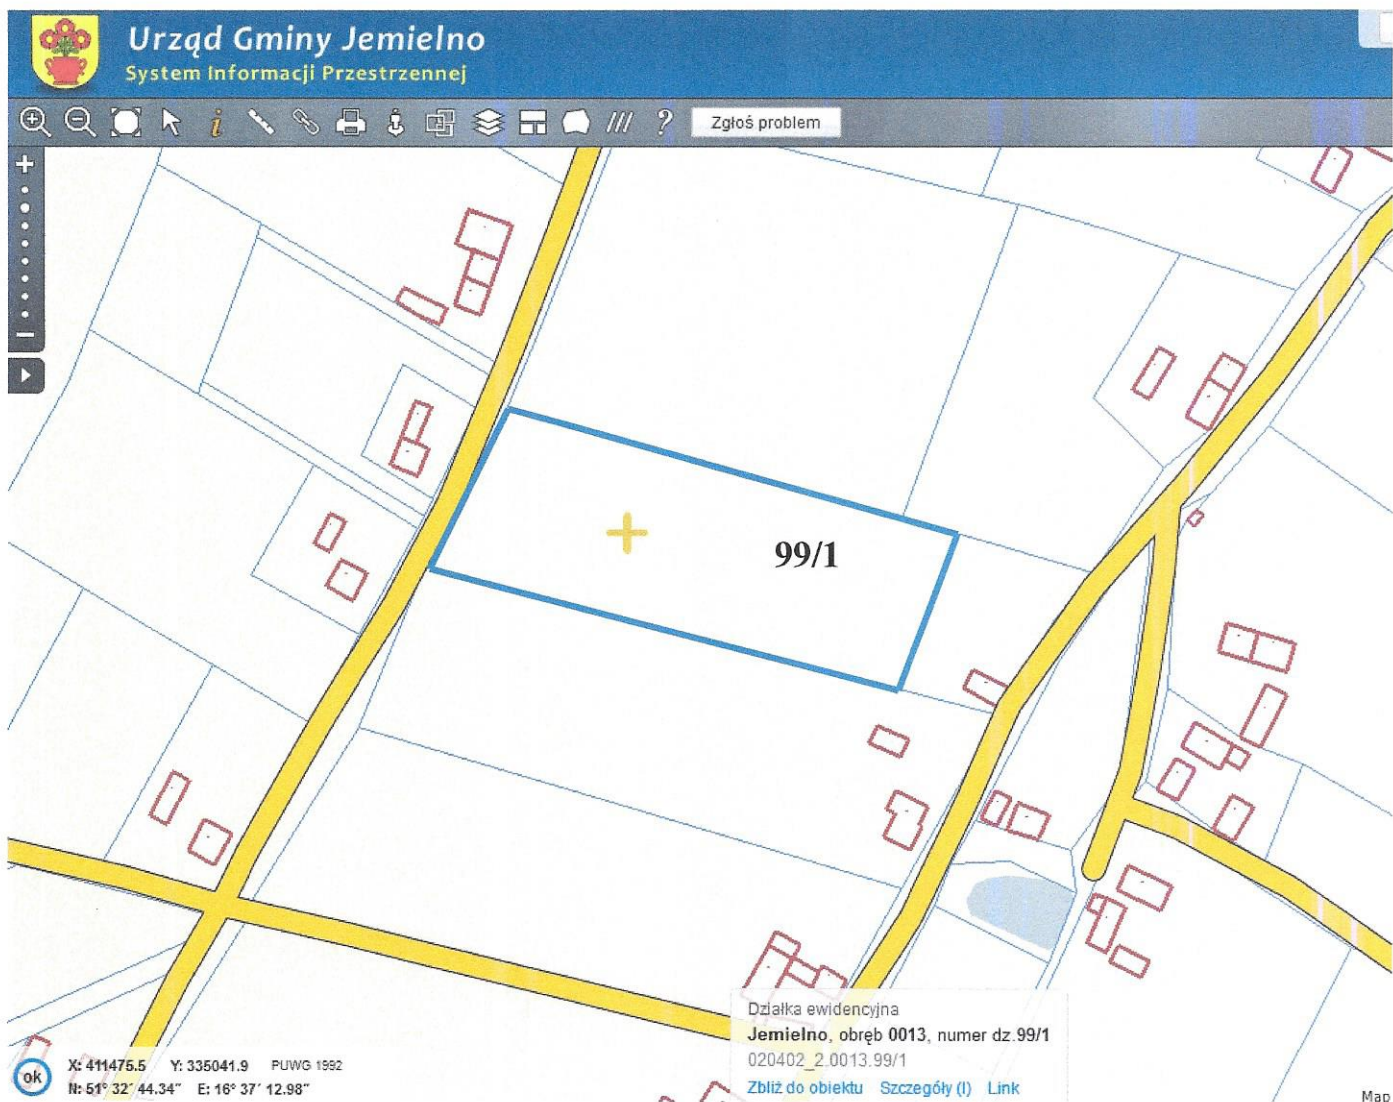 Urząd Gminy Jemielno
System Informacji Przestrzennej
Zgłoś problem
99/1
Działka ewidencyjna
Jemielno, obręb 0013, numer dz.99/1
020402_2.0013.99/1
Zbliż do obiektu Szczegóły (I) Link
ok
X: 411475.5 Y: 335041.9 PUWG 1992
N: 51° 32' 44.34" E: 16° 37' 12.98"
Map